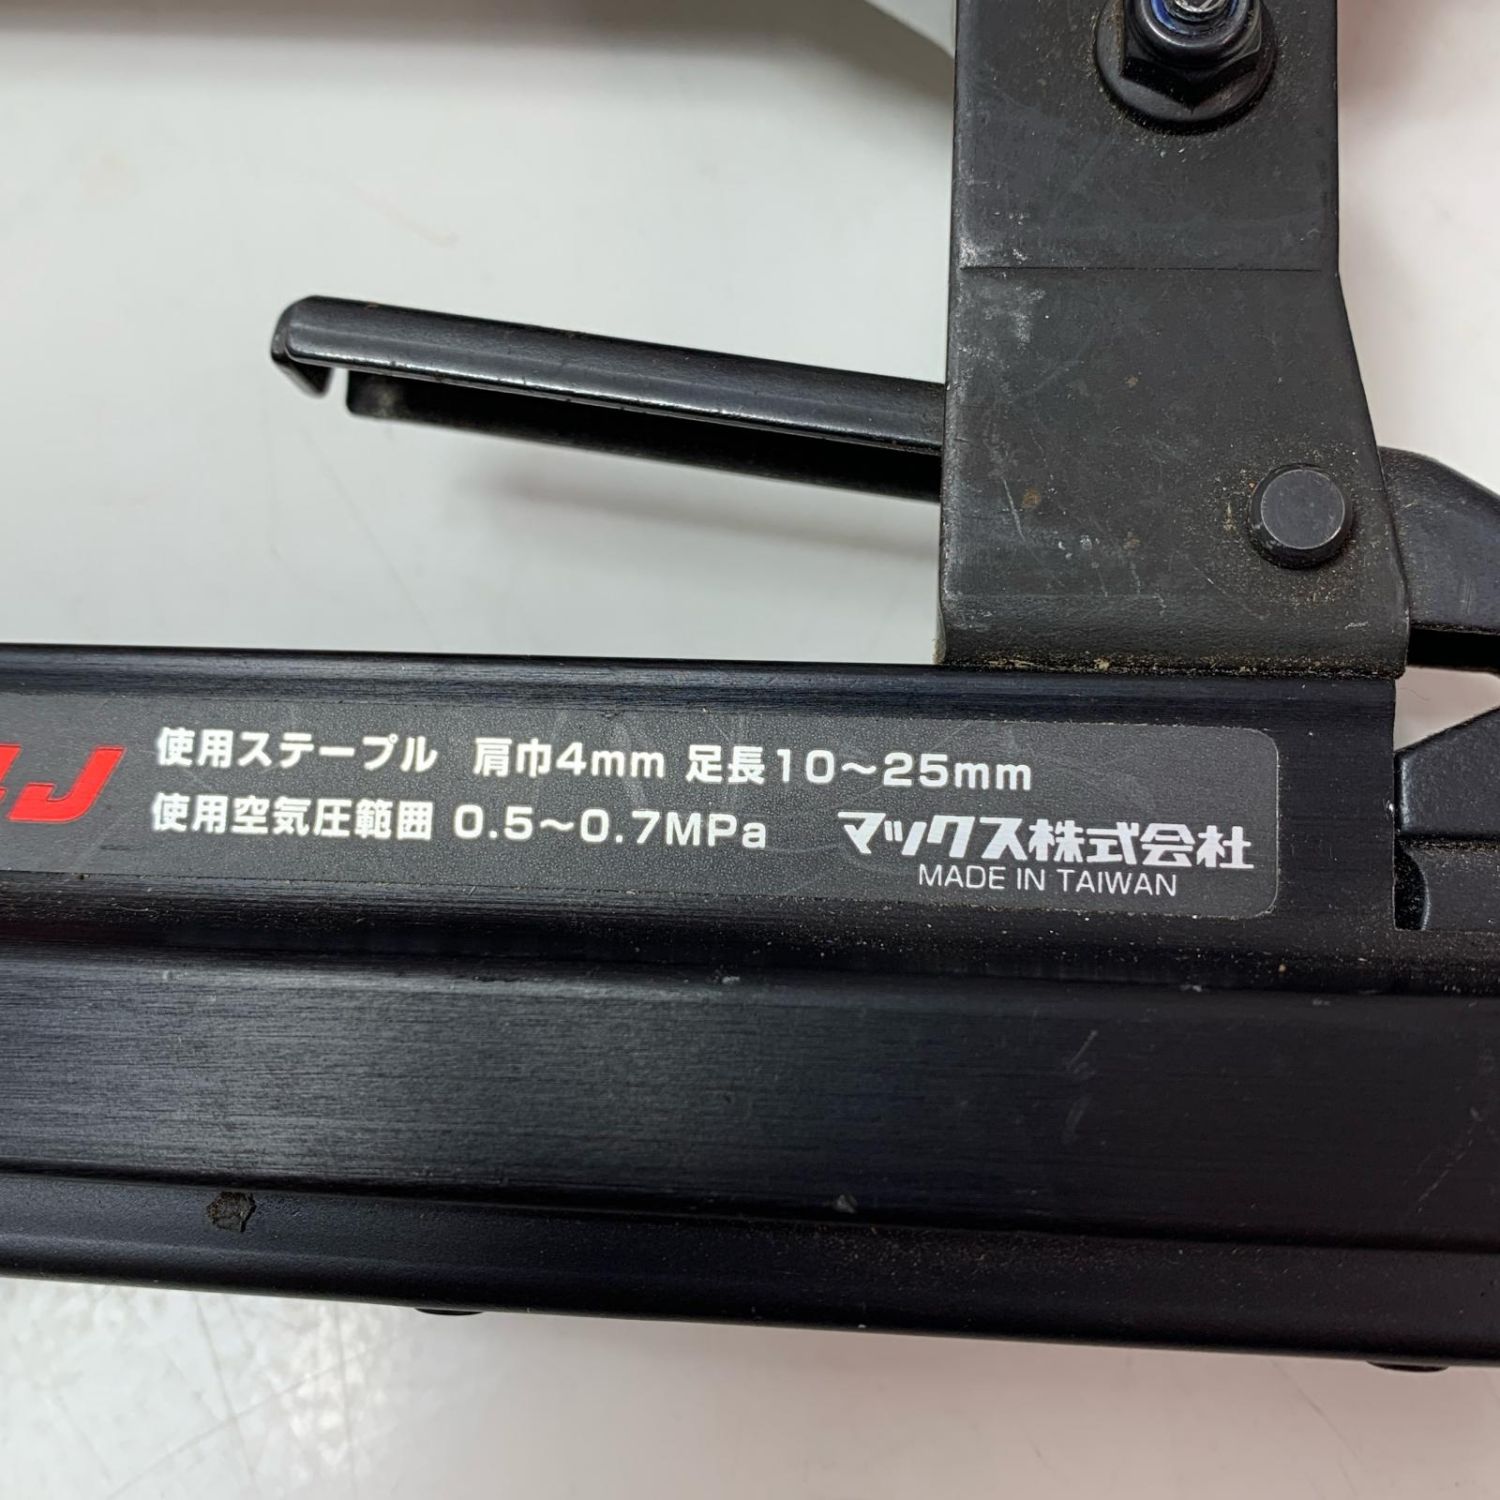 使用ステープル 肩巾4mm 足長10～25mm
使用空気圧範囲 0.5～0.7MPa
マックス株式会社
MADE IN TAIWAN